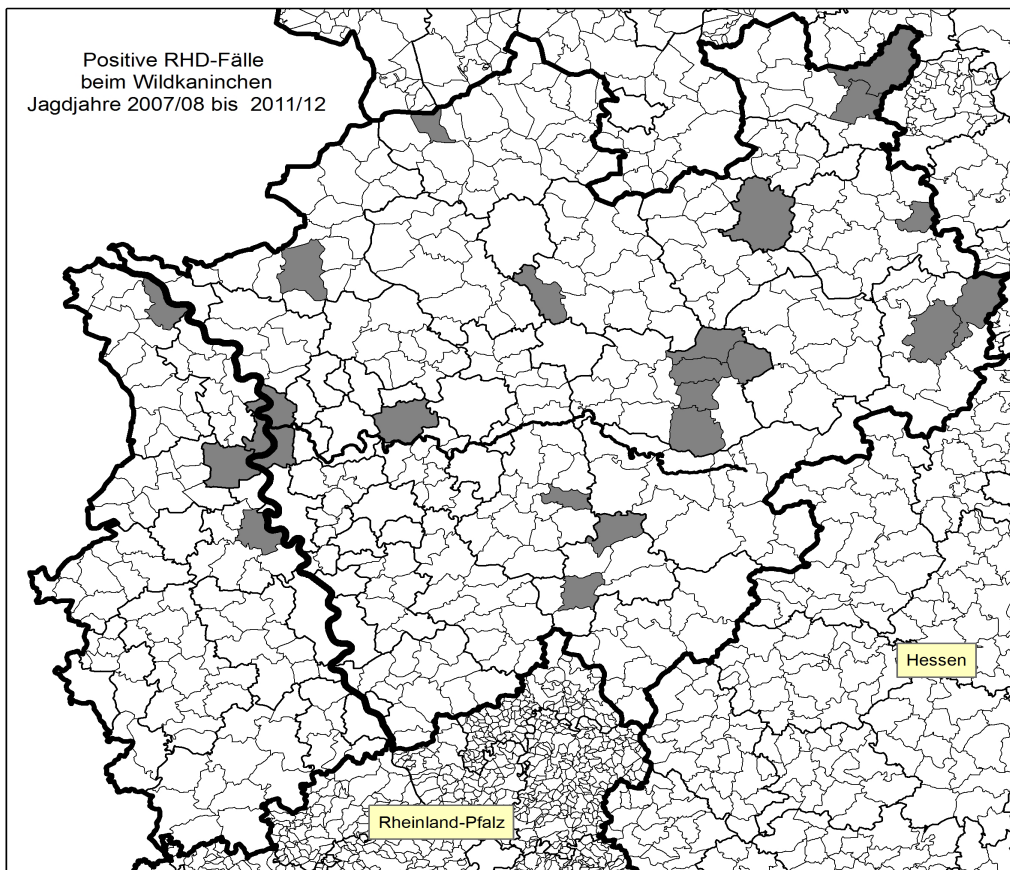 Positive RHD-Fälle
beim Wildkaninchen
Jagdjahre 2007/08 bis 2011/12
Hessen
Rheinland-Pfalz